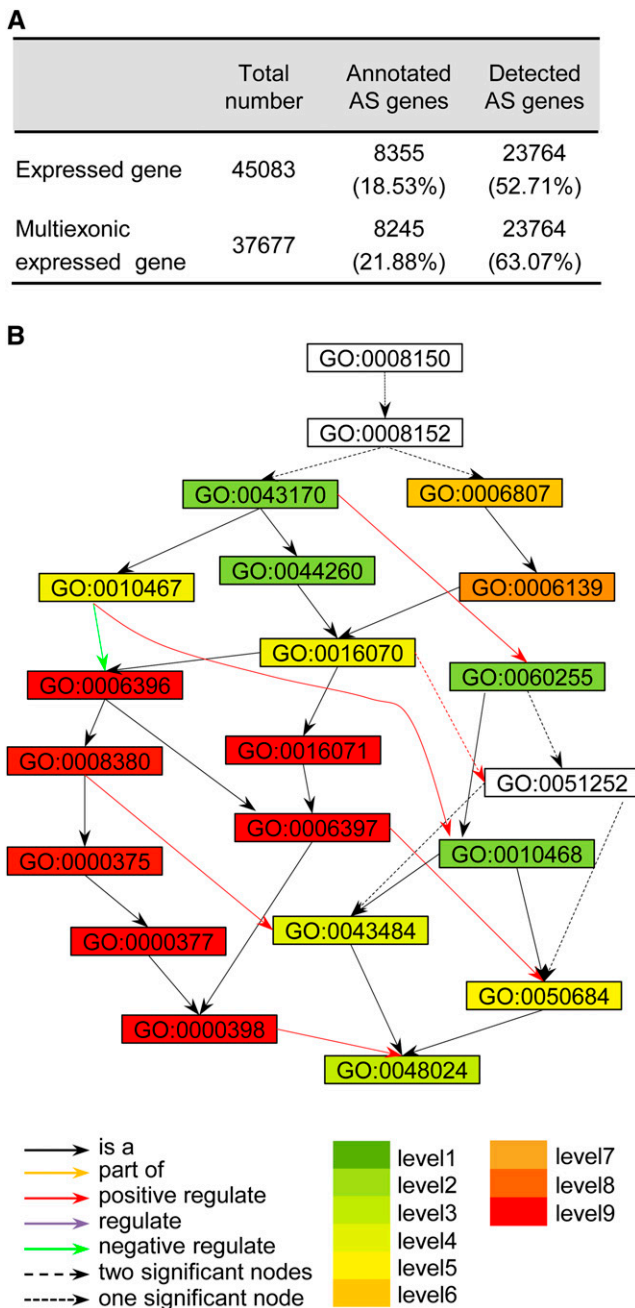 A
Total number
Annotated AS genes
Detected AS genes
Expressed gene
45083
8355 (18.53%)
23764 (52.71%)
Multiexonic expressed gene
37677
8245 (21.88%)
23764 (63.07%)
B
GO:0008150
GO:0008152
GO:0043170
GO:0006807
GO:0010467
GO:0044260
GO:0006139
GO:0016070
GO:0006396
GO:0060255
GO:0008380
GO:0016071
GO:0051252
GO:0006397
GO:0000375
GO:0010468
GO:0000377
GO:0043484
GO:0050684
GO:0000398
GO:0048024
is a
part of
positive regulate
regulate
negative regulate
two significant nodes
one significant node
level1
level2
level3
level4
level5
level6
level7
level8
level9